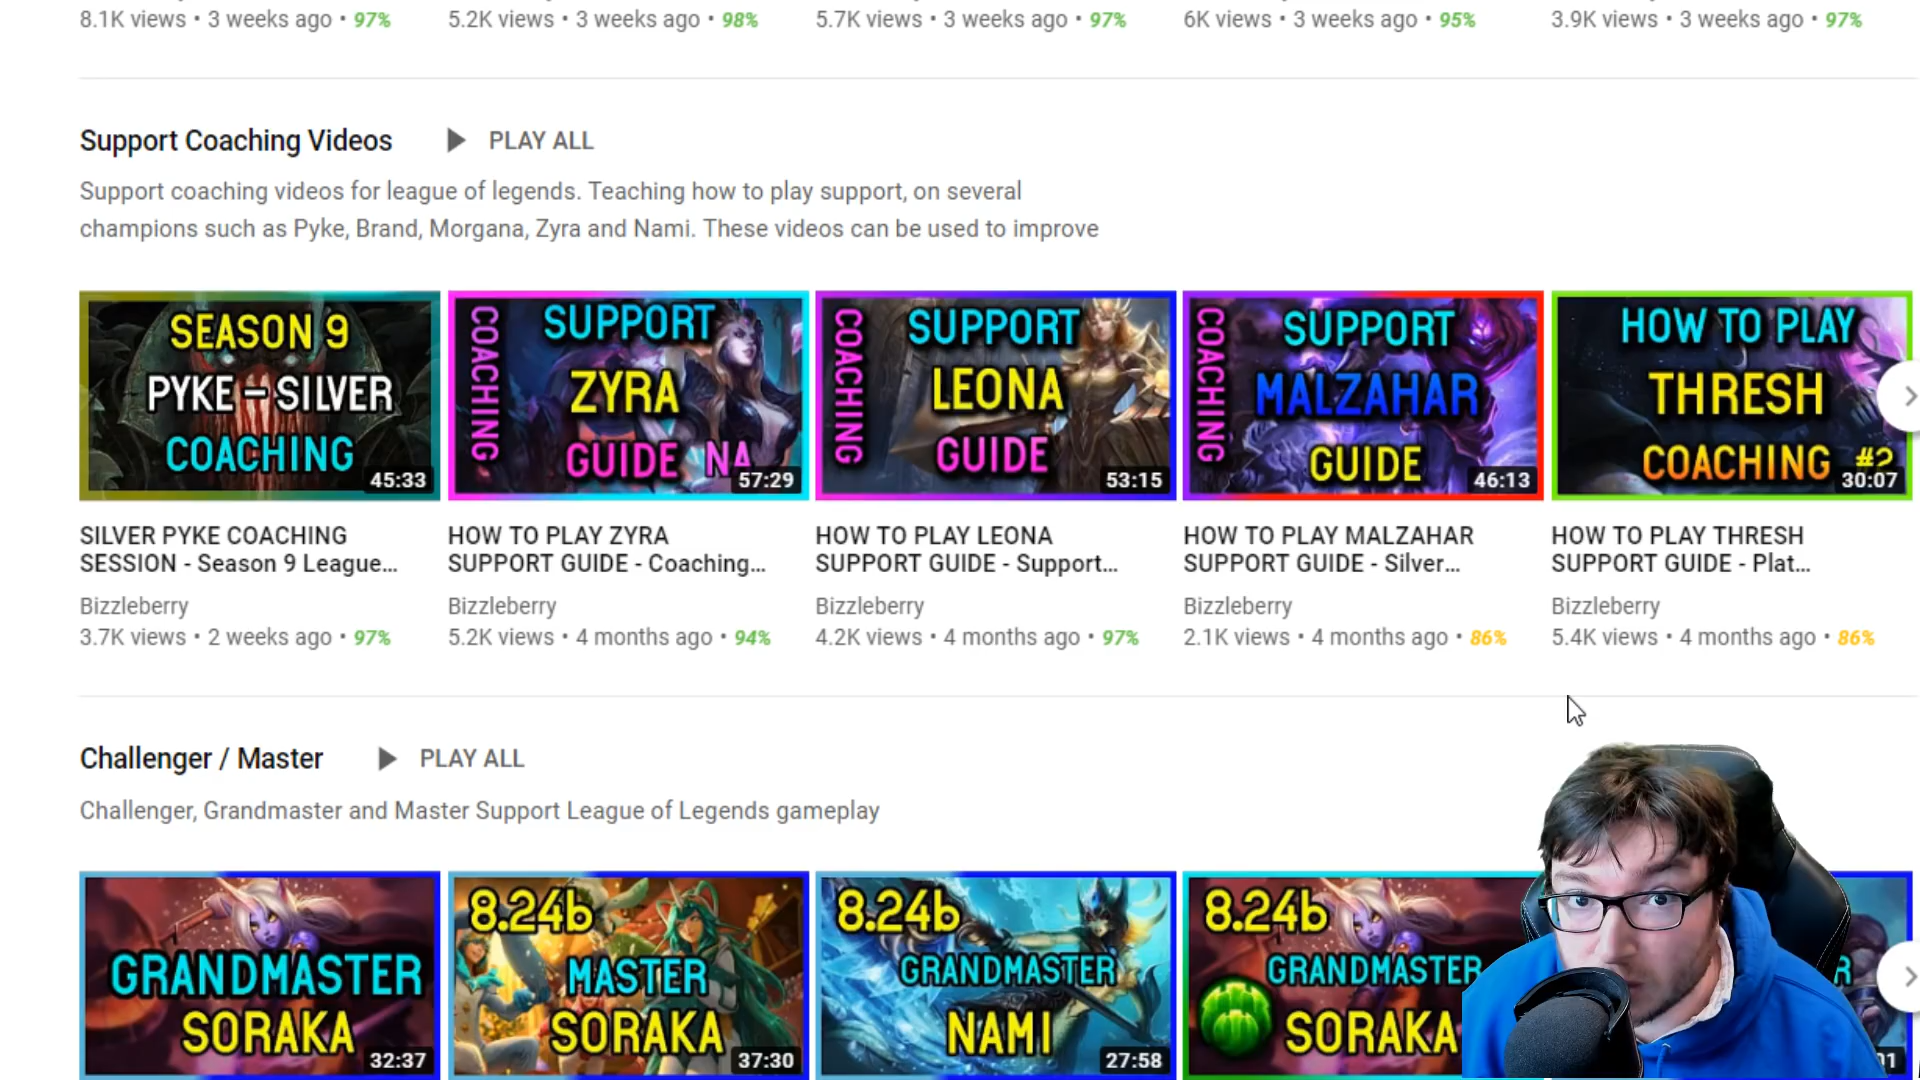 8.1K views • 3 weeks ago • 97%
5.2K views • 3 weeks ago • 98%
5.7K views • 3 weeks ago • 97%
6K views • 3 weeks ago • 95%
3.9K views • 3 weeks ago • 97%
Support Coaching Videos
PLAY ALL
Support coaching videos for league of legends. Teaching how to play support, on several
champions such as Pyke, Brand, Morgana, Zyra and Nami. These videos can be used to improve
SEASON 9
PYKE – SILVER
COACHING
45:33
COACHING
SUPPORT
ZYRA
GUIDE NA
57:29
COACHING
SUPPORT
LEONA
GUIDE
53:15
COACHING
SUPPORT
MALZAHAR
GUIDE
46:13
HOW TO PLAY
THRESH
COACHING #2
30:07
SILVER PYKE COACHING
SESSION - Season 9 League...
Bizzleberry
3.7K views • 2 weeks ago • 97%
HOW TO PLAY ZYRA
SUPPORT GUIDE - Coaching...
Bizzleberry
5.2K views • 4 months ago • 94%
HOW TO PLAY LEONA
SUPPORT GUIDE - Support...
Bizzleberry
4.2K views • 4 months ago • 97%
HOW TO PLAY MALZAHAR
SUPPORT GUIDE - Silver...
Bizzleberry
2.1K views • 4 months ago • 86%
HOW TO PLAY THRESH
SUPPORT GUIDE - Plat...
Bizzleberry
5.4K views • 4 months ago • 86%
Challenger / Master
PLAY ALL
Challenger, Grandmaster and Master Support League of Legends gameplay
GRANDMASTER
SORAKA
32:37
8.24b
MASTER
SORAKA
37:30
8.24b
GRANDMASTER
NAMI
27:58
8.24b
GRANDMASTER
SORAKA